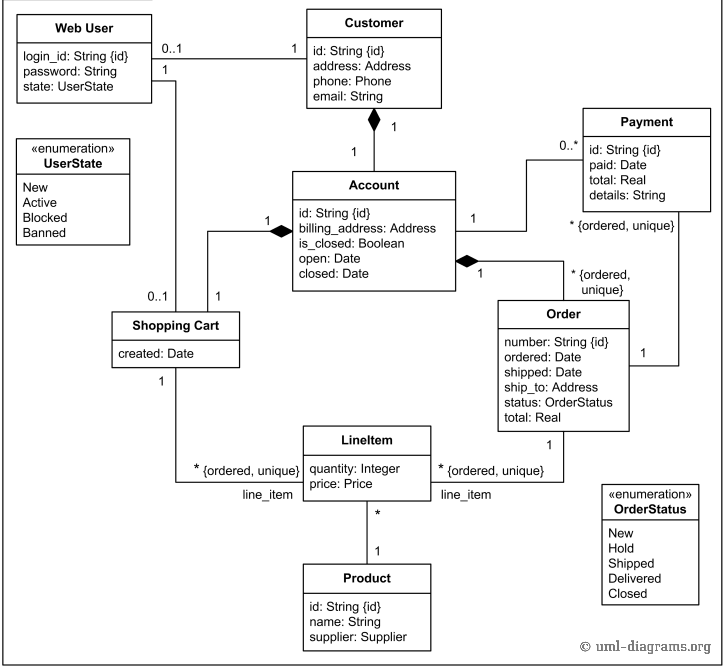 Web User
login_id: String {id}
password: String
state: UserState
0..1
1
1
Customer
id: String {id}
address: Address
phone: Phone
email: String
1
1
«enumeration»
UserState
New
Active
Blocked
Banned
Payment
id: String {id}
paid: Date
total: Real
details: String
0..*
1
* {ordered, unique}
Account
id: String {id}
billing_address: Address
is_closed: Boolean
open: Date
closed: Date
1
1
* {ordered,
unique}
0..1
1
Shopping Cart
created: Date
1
Order
number: String {id}
ordered: Date
shipped: Date
ship_to: Address
status: OrderStatus
total: Real
1
1
LineItem
quantity: Integer
price: Price
* {ordered, unique}
line_item
* {ordered, unique}
line_item
*
1
Product
id: String {id}
name: String
supplier: Supplier
«enumeration»
OrderStatus
New
Hold
Shipped
Delivered
Closed
© uml-diagrams.org